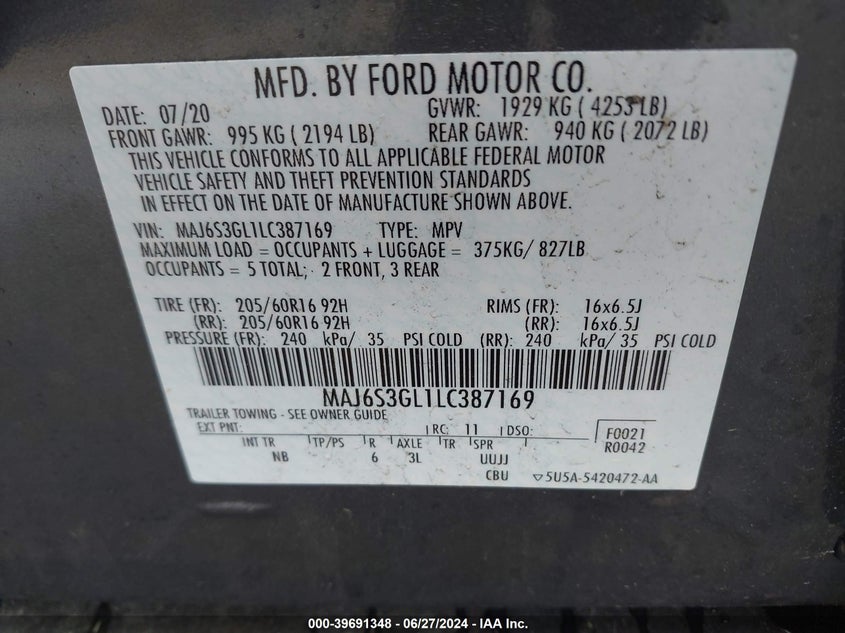 MFD. BY FORD MOTOR CO.
DATE: 07/20 GVWR: 1929 KG ( 4253 LB)
FRONT GAWR: 995 KG ( 2194 LB) REAR GAWR: 940 KG ( 2072 LB)
THIS VEHICLE CONFORMS TO ALL APPLICABLE FEDERAL MOTOR
VEHICLE SAFETY AND THEFT PREVENTION STANDARDS
IN EFFECT ON THE DATE OF MANUFACTURE SHOWN ABOVE.
VIN: MAJ6S3GL1LC387169 TYPE: MPV
MAXIMUM LOAD = OCCUPANTS + LUGGAGE = 375KG/ 827LB
OCCUPANTS = 5 TOTAL; 2 FRONT, 3 REAR
TIRE (FR): 205/60R16 92H RIMS (FR): 16x6.5J
(RR): 205/60R16 92H (RR): 16x6.5J
PRESSURE (FR): 240 kPa/ 35 PSI COLD (RR): 240 kPa/ 35 PSI COLD
MAJ6S3GL1LC387169
TRAILER TOWING - SEE OWNER GUIDE
EXT PNT: RC: 11 DSO: F0021
INT TR TP/PS R AXLE TR SPR R0042
NB 6 3L UUJJ
CBU ▽5U5A-5420472-AA
000-39691348 - 06/27/2024 - IAA Inc.